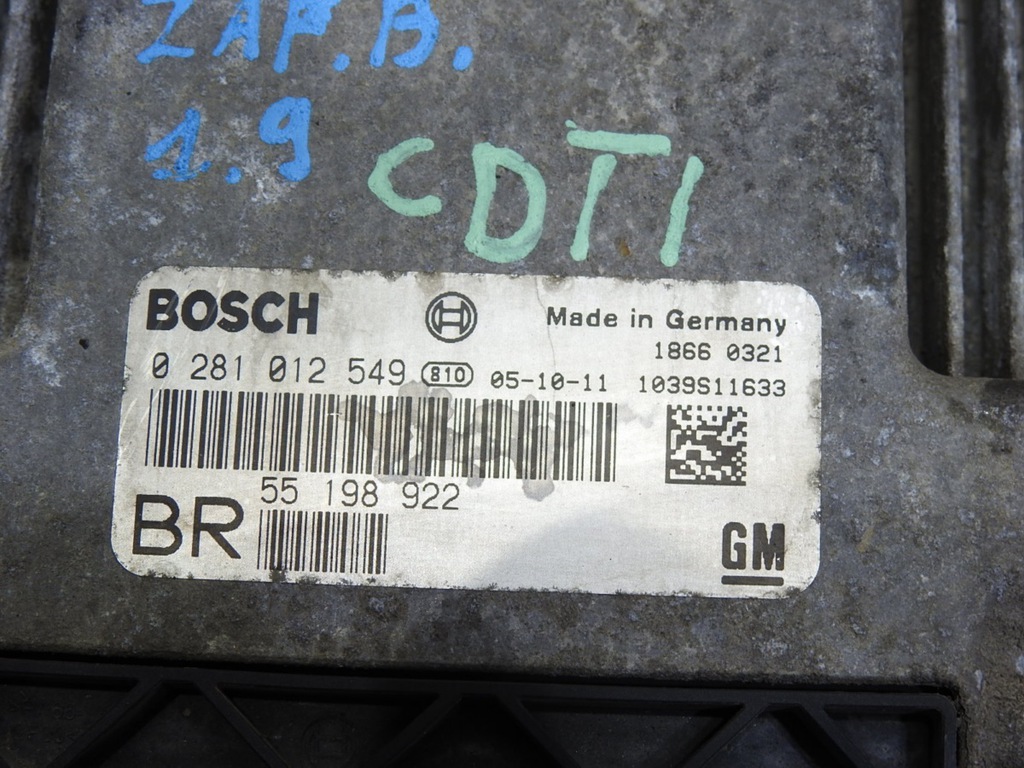 ZAF.B.
1.9 CDTI
BOSCH Made in Germany
1866 0321
0 281 012 549 810 05-10-11 1039S11633
55 198 922
BR GM